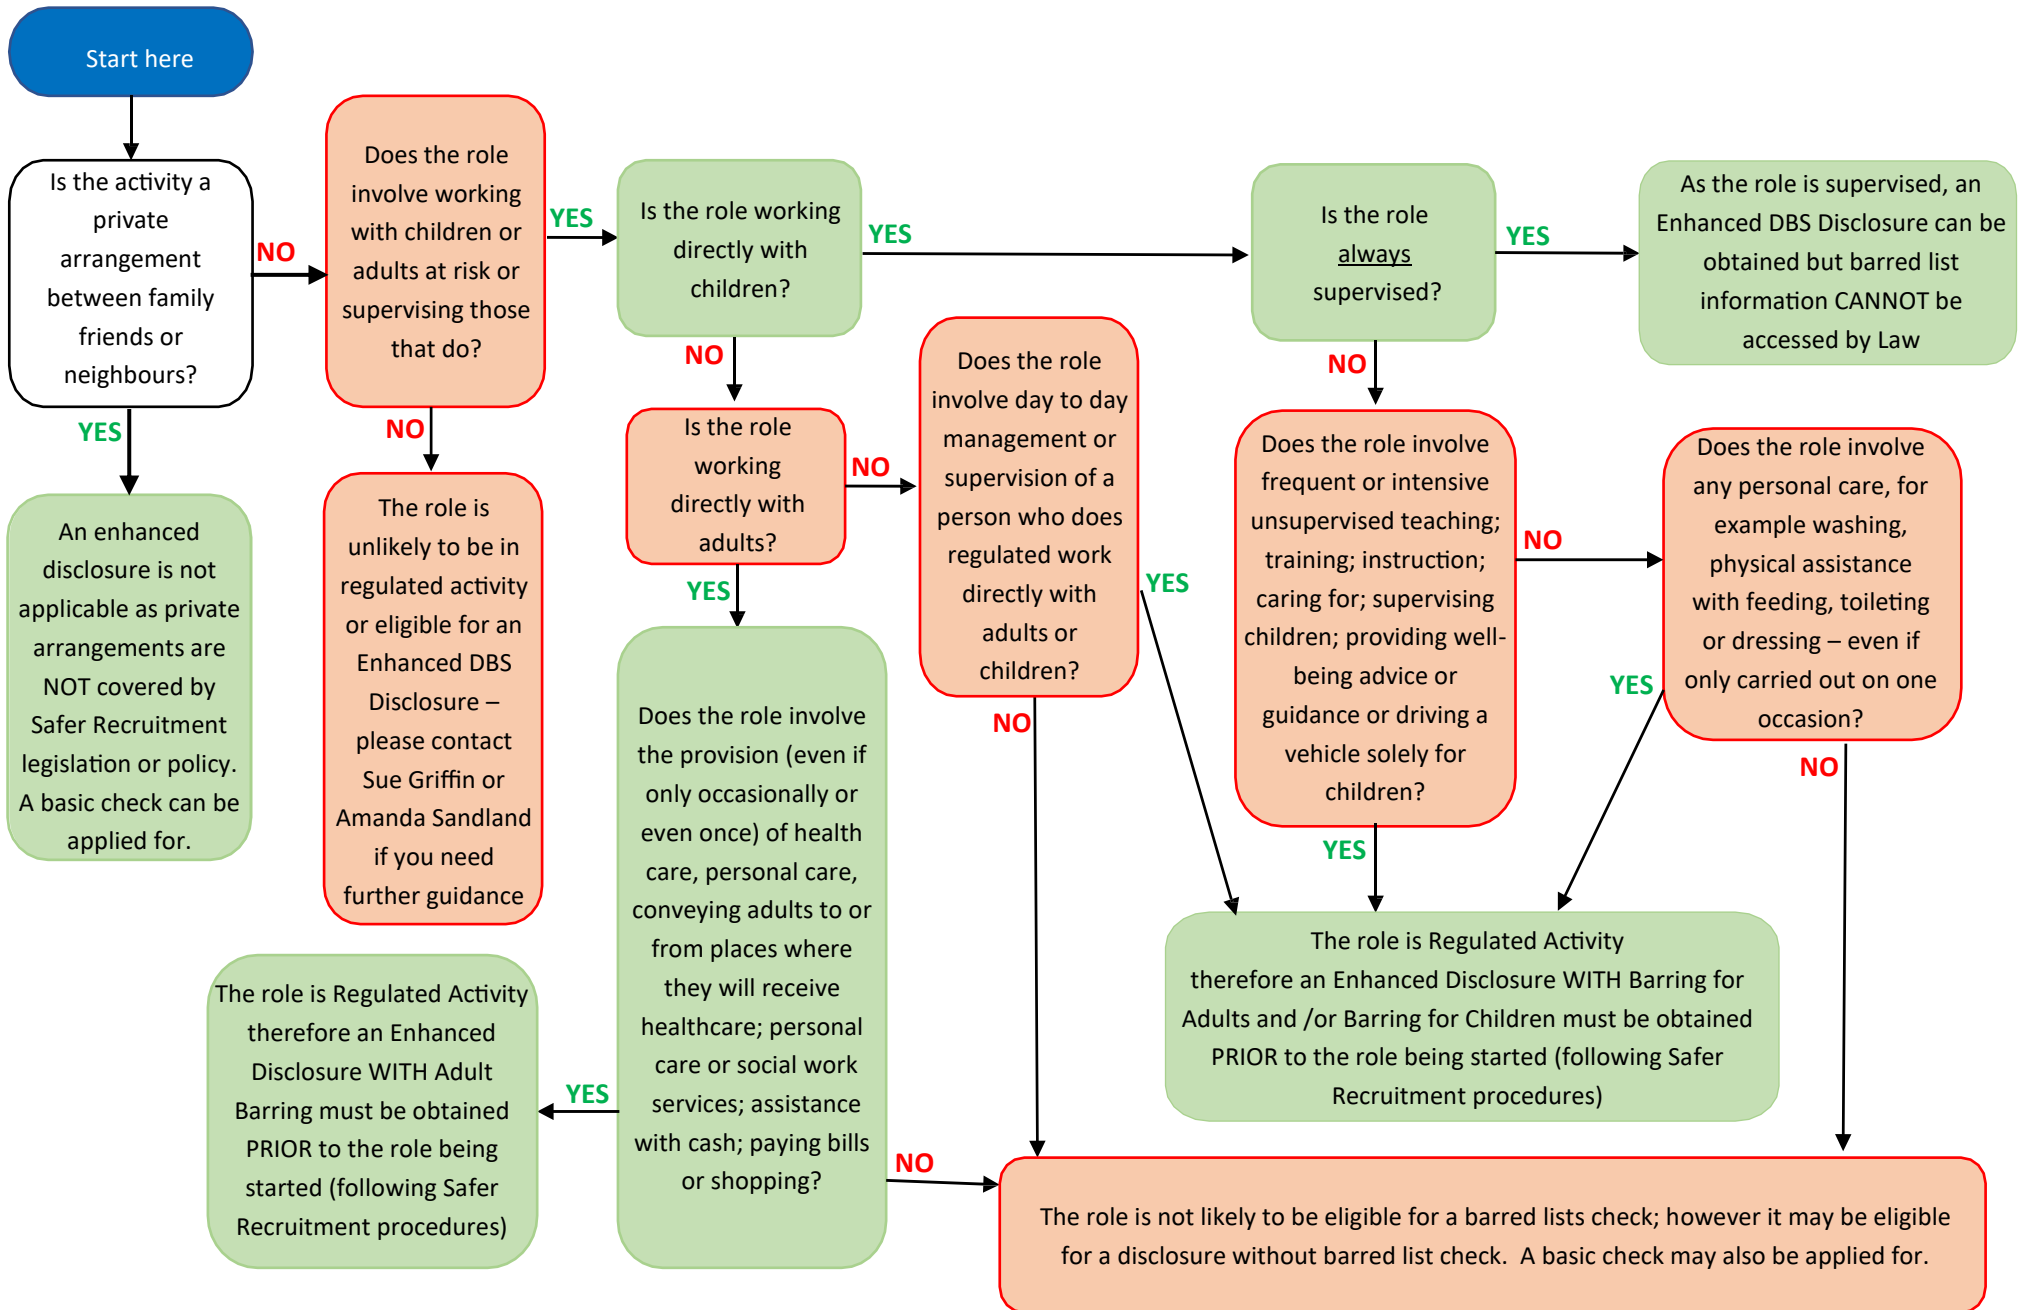 Start here
Is the activity a
private
arrangement
between family
friends or
neighbours?
NO
YES
An enhanced
disclosure is not
applicable as private
arrangements are
NOT covered by
Safer Recruitment
legislation or policy.
A basic check can be
applied for.
Does the role
involve working
with children or
adults at risk or
supervising those
that do?
YES
NO
The role is
unlikely to be in
regulated activity
or eligible for an
Enhanced DBS
Disclosure –
please contact
Sue Griffin or
Amanda Sandland
if you need
further guidance
Is the role working
directly with
children?
YES
NO
Is the role
working
directly with
adults?
NO
YES
Does the role involve
the provision (even if
only occasionally or
even once) of health
care, personal care,
conveying adults to or
from places where
they will receive
healthcare; personal
care or social work
services; assistance
with cash; paying bills
or shopping?
YES
NO
The role is Regulated Activity
therefore an Enhanced
Disclosure WITH Adult
Barring must be obtained
PRIOR to the role being
started (following Safer
Recruitment procedures)
Does the role
involve day to day
management or
supervision of a
person who does
regulated work
directly with
adults or
children?
YES
NO
Is the role
always
supervised?
YES
NO
As the role is supervised, an
Enhanced DBS Disclosure can be
obtained but barred list
information CANNOT be
accessed by Law
Does the role involve
frequent or intensive
unsupervised teaching;
training; instruction;
caring for; supervising
children; providing well-
being advice or
guidance or driving a
vehicle solely for
children?
NO
YES
Does the role involve
any personal care, for
example washing,
physical assistance
with feeding, toileting
or dressing – even if
only carried out on one
occasion?
YES
NO
The role is Regulated Activity
therefore an Enhanced Disclosure WITH Barring for
Adults and /or Barring for Children must be obtained
PRIOR to the role being started (following Safer
Recruitment procedures)
The role is not likely to be eligible for a barred lists check; however it may be eligible
for a disclosure without barred list check.  A basic check may also be applied for.